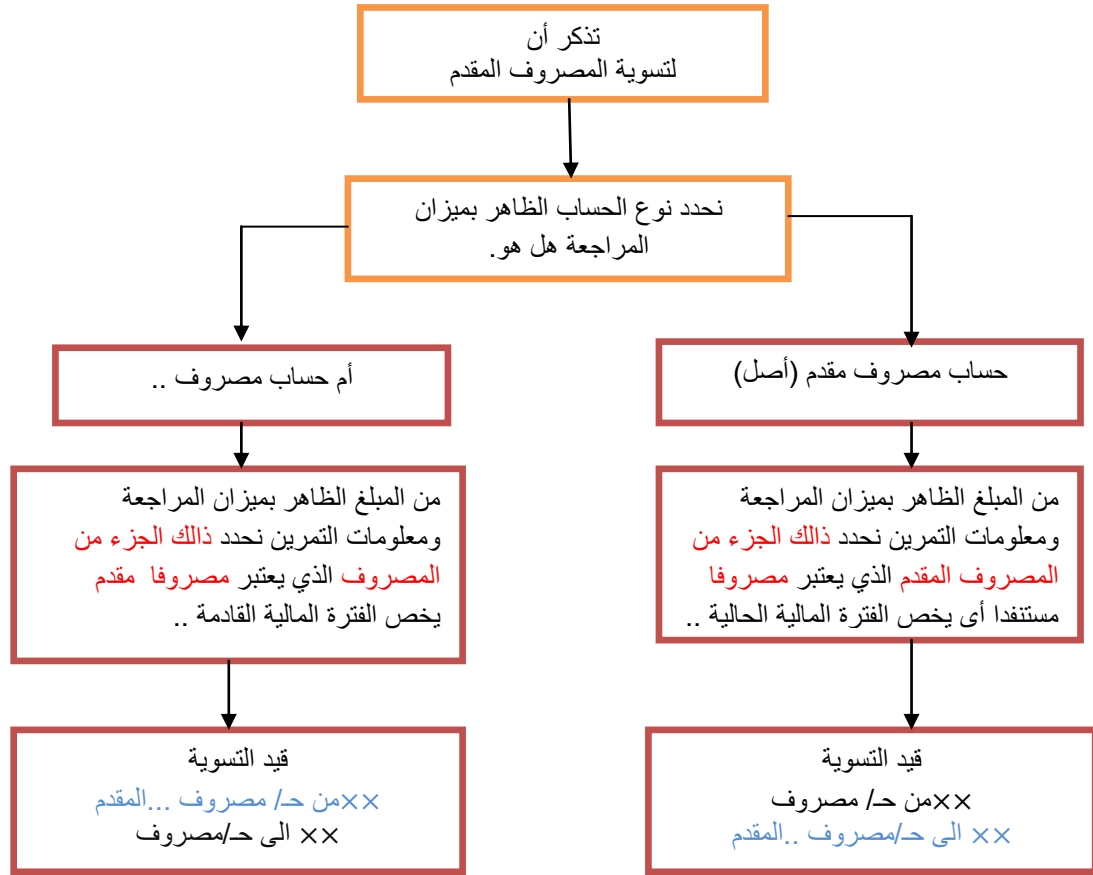 تذكر أن
لتسوية المصروف المقدم
نحدد نوع الحساب الظاهر بميزان
المراجعة هل هو.
حساب مصروف مقدم (أصل)
أم حساب مصروف ..
من المبلغ الظاهر بميزان المراجعة
ومعلومات التمرين نحدد ذالك الجزء من
المصروف المقدم الذي يعتبر مصروفا
مستنفدا أى يخص الفترة المالية الحالية ..
من المبلغ الظاهر بميزان المراجعة
ومعلومات التمرين نحدد ذالك الجزء من
المصروف الذي يعتبر مصروفا مقدم
يخص الفترة المالية القادمة ..
قيد التسوية
××من حـ/ مصروف
×× الى حـ/مصروف ..المقدم
قيد التسوية
××من حـ/ مصروف ...المقدم
×× الى حـ/مصروف